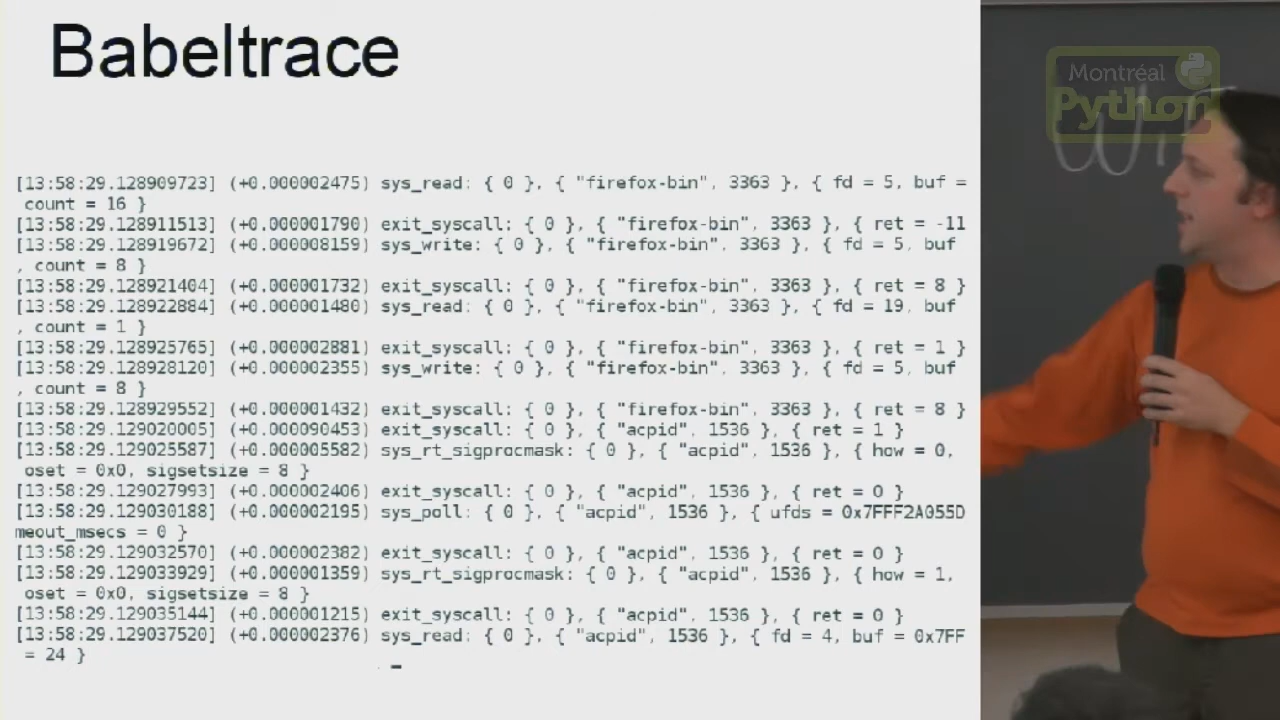 Babeltrace
[13:58:29.128909723] (+0.000002475) sys_read: { 0 }, { "firefox-bin", 3363 }, { fd = 5, buf =
count = 16 }
[13:58:29.128911513] (+0.000001790) exit_syscall: { 0 }, { "firefox-bin", 3363 }, { ret = -11
[13:58:29.128919672] (+0.000008159) sys_write: { 0 }, { "firefox-bin", 3363 }, { fd = 5, buf
, count = 8 }
[13:58:29.128921404] (+0.000001732) exit_syscall: { 0 }, { "firefox-bin", 3363 }, { ret = 8 }
[13:58:29.128922884] (+0.000001480) sys_read: { 0 }, { "firefox-bin", 3363 }, { fd = 19, buf
, count = 1 }
[13:58:29.128925765] (+0.000002881) exit_syscall: { 0 }, { "firefox-bin", 3363 }, { ret = 1 }
[13:58:29.128928120] (+0.000002355) sys_write: { 0 }, { "firefox-bin", 3363 }, { fd = 5, buf
, count = 8 }
[13:58:29.128929552] (+0.000001432) exit_syscall: { 0 }, { "firefox-bin", 3363 }, { ret = 8 }
[13:58:29.129020005] (+0.000090453) exit_syscall: { 0 }, { "acpid", 1536 }, { ret = 1 }
[13:58:29.129025587] (+0.000005582) sys_rt_sigprocmask: { 0 }, { "acpid", 1536 }, { how = 0,
oset = 0x0, sigsetsize = 8 }
[13:58:29.129027993] (+0.000002406) exit_syscall: { 0 }, { "acpid", 1536 }, { ret = 0 }
[13:58:29.129030188] (+0.000002195) sys_poll: { 0 }, { "acpid", 1536 }, { ufds = 0x7FFF2A055D
meout_msecs = 0 }
[13:58:29.129032570] (+0.000002382) exit_syscall: { 0 }, { "acpid", 1536 }, { ret = 0 }
[13:58:29.129033929] (+0.000001359) sys_rt_sigprocmask: { 0 }, { "acpid", 1536 }, { how = 1,
oset = 0x0, sigsetsize = 8 }
[13:58:29.129035144] (+0.000001215) exit_syscall: { 0 }, { "acpid", 1536 }, { ret = 0 }
[13:58:29.129037520] (+0.000002376) sys_read: { 0 }, { "acpid", 1536 }, { fd = 4, buf = 0x7FF
= 24 }
Montréal
Python